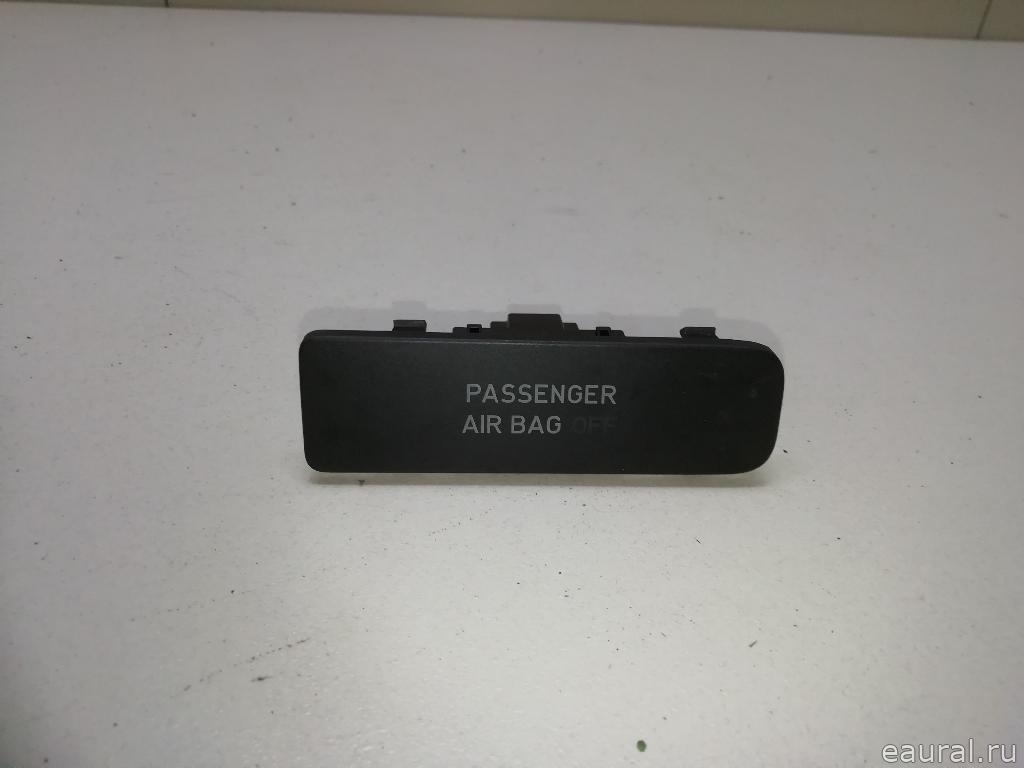 PASSENGER
AIR BAG OFF
eaural.ru